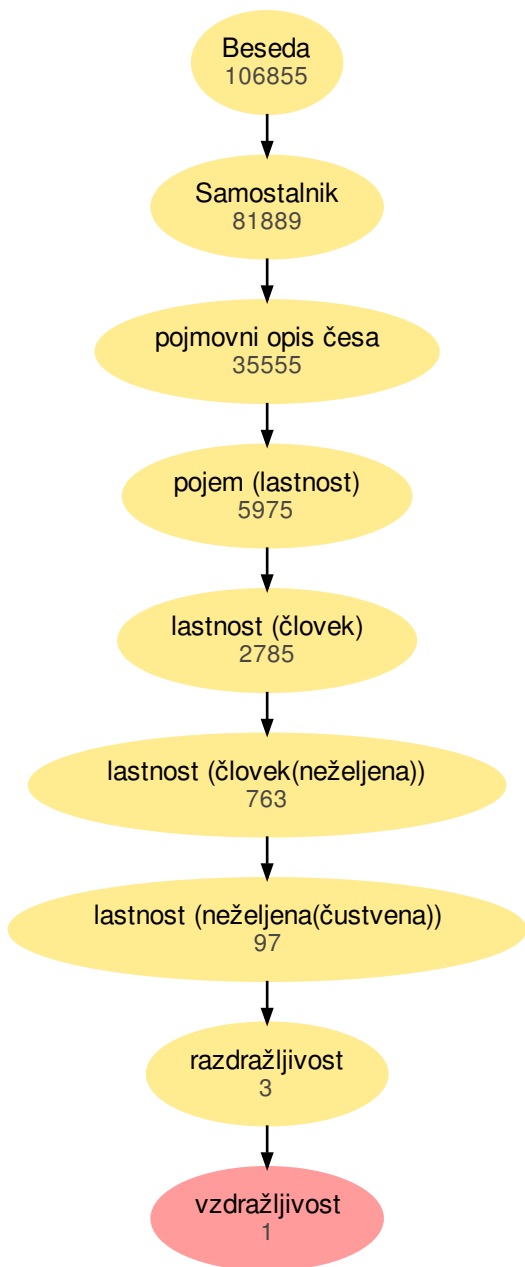 Beseda
106855
Samostalnik
81889
pojmovni opis česa
35555
pojem (lastnost)
5975
lastnost (človek)
2785
lastnost (človek(neželjena))
763
lastnost (neželjena(čustvena))
97
razdražljivost
3
vzdražljivost
1